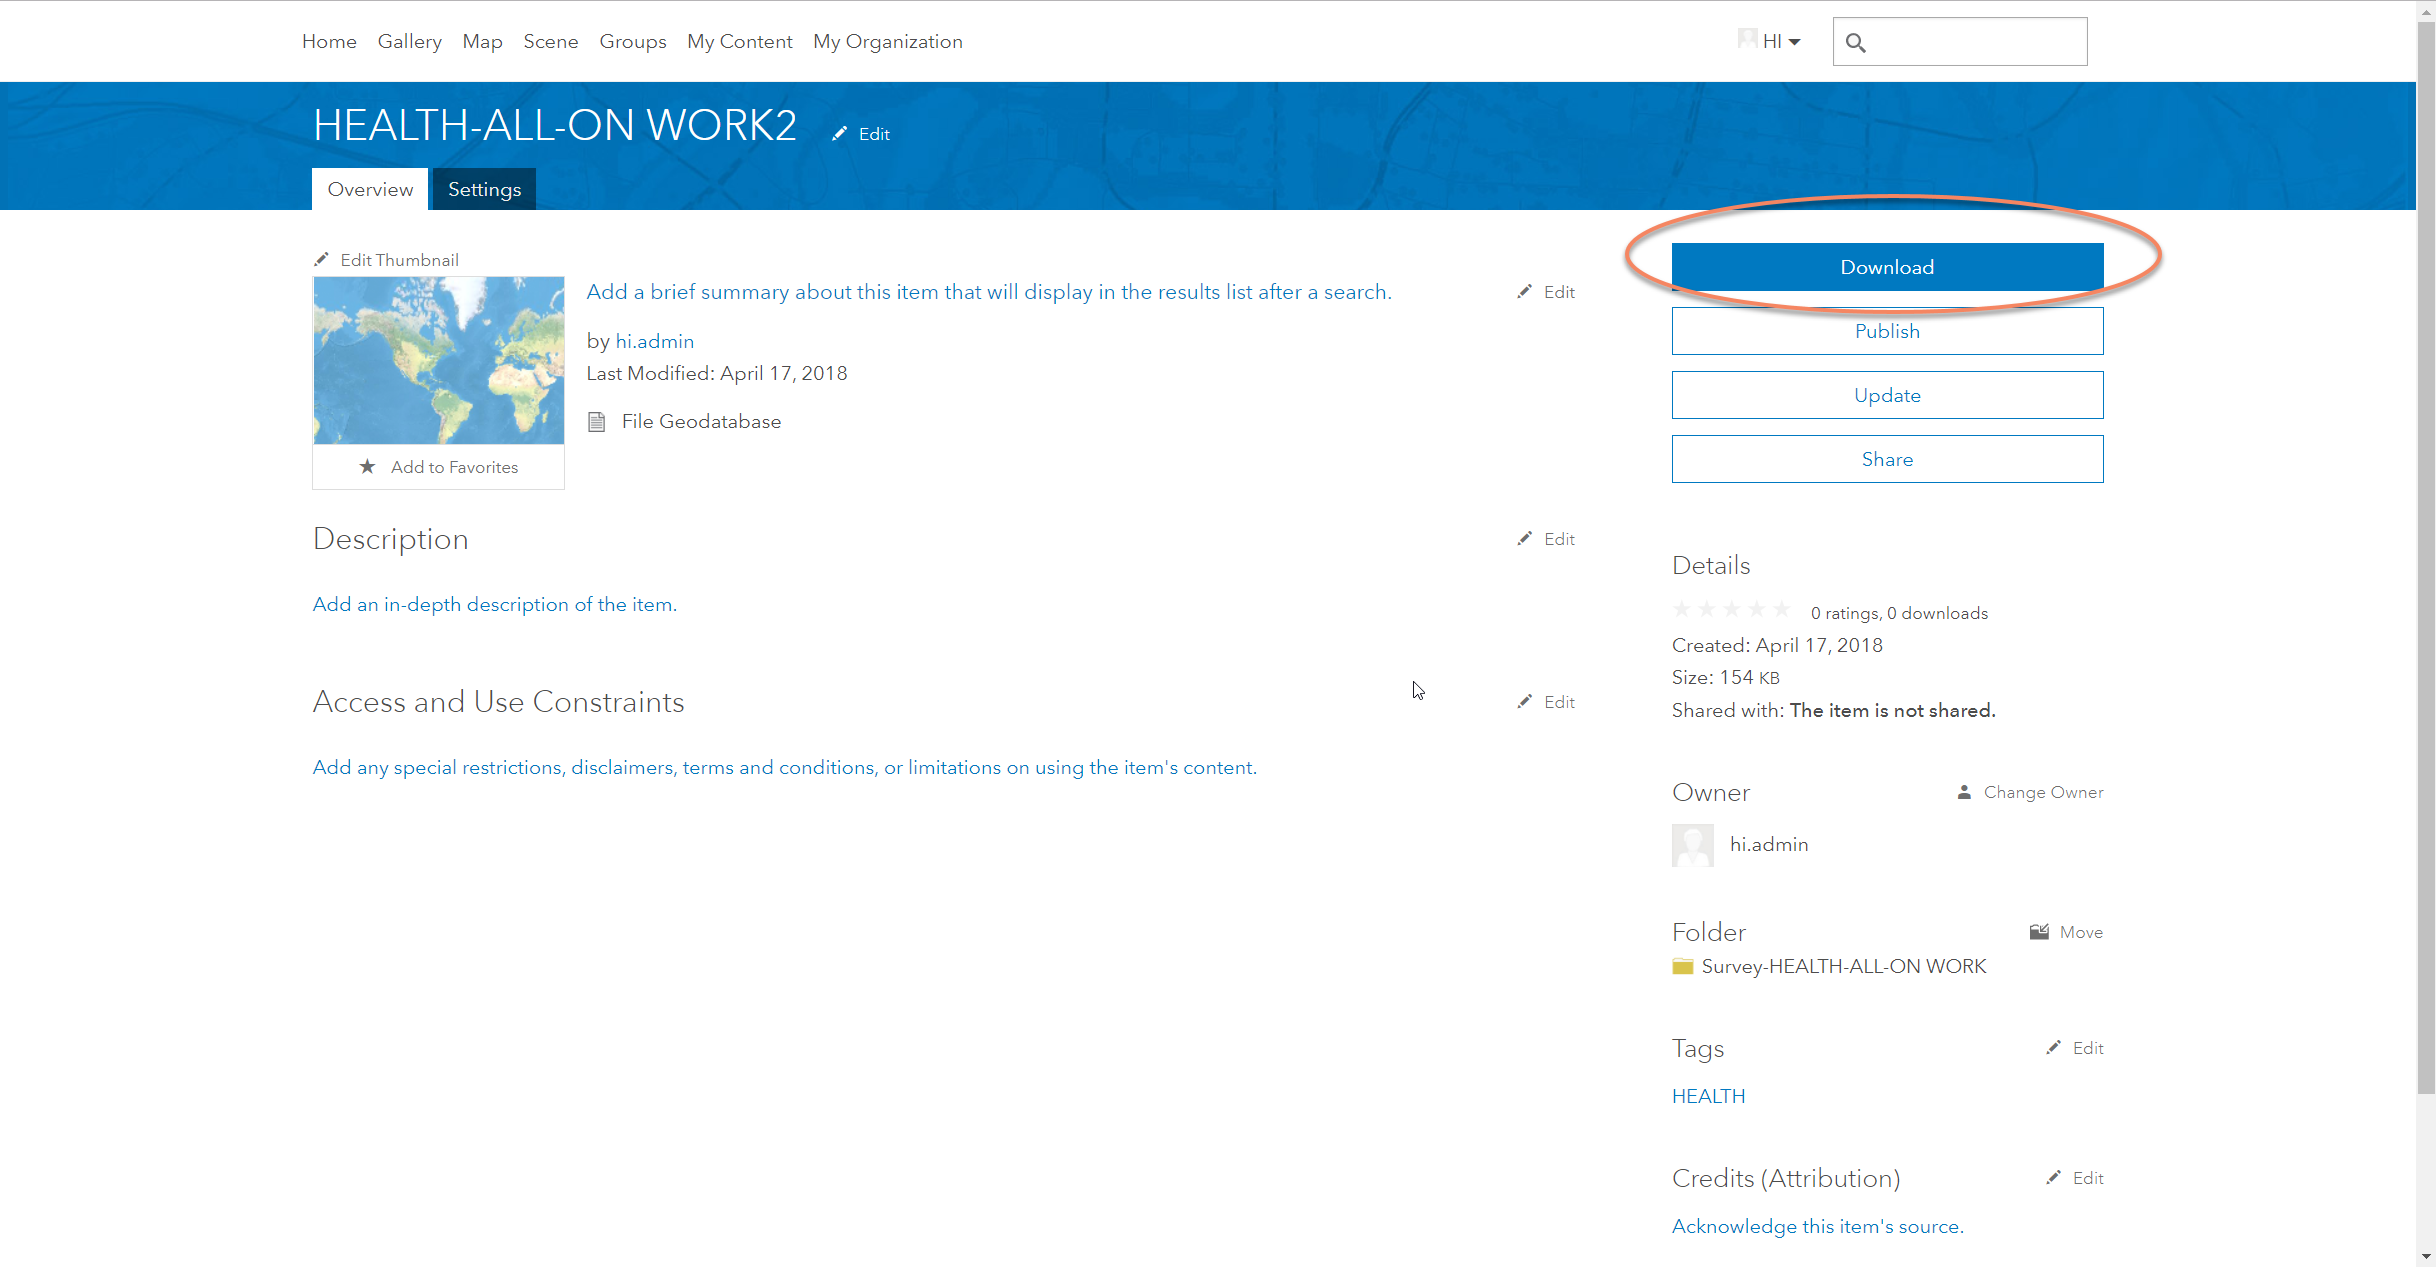 Home Gallery Map Scene Groups My Content My Organization HI
HEALTH-ALL-ON WORK2 Edit
Overview Settings
Edit Thumbnail
Add a brief summary about this item that will display in the results list after a search. Edit
by hi.admin
Last Modified: April 17, 2018
File Geodatabase
Add to Favorites
Description Edit
Add an in-depth description of the item.
Access and Use Constraints Edit
Add any special restrictions, disclaimers, terms and conditions, or limitations on using the item's content.
Download
Publish
Update
Share
Details
0 ratings, 0 downloads
Created: April 17, 2018
Size: 154 KB
Shared with: The item is not shared.
Owner Change Owner
hi.admin
Folder Move
Survey-HEALTH-ALL-ON WORK
Tags Edit
HEALTH
Credits (Attribution) Edit
Acknowledge this item's source.